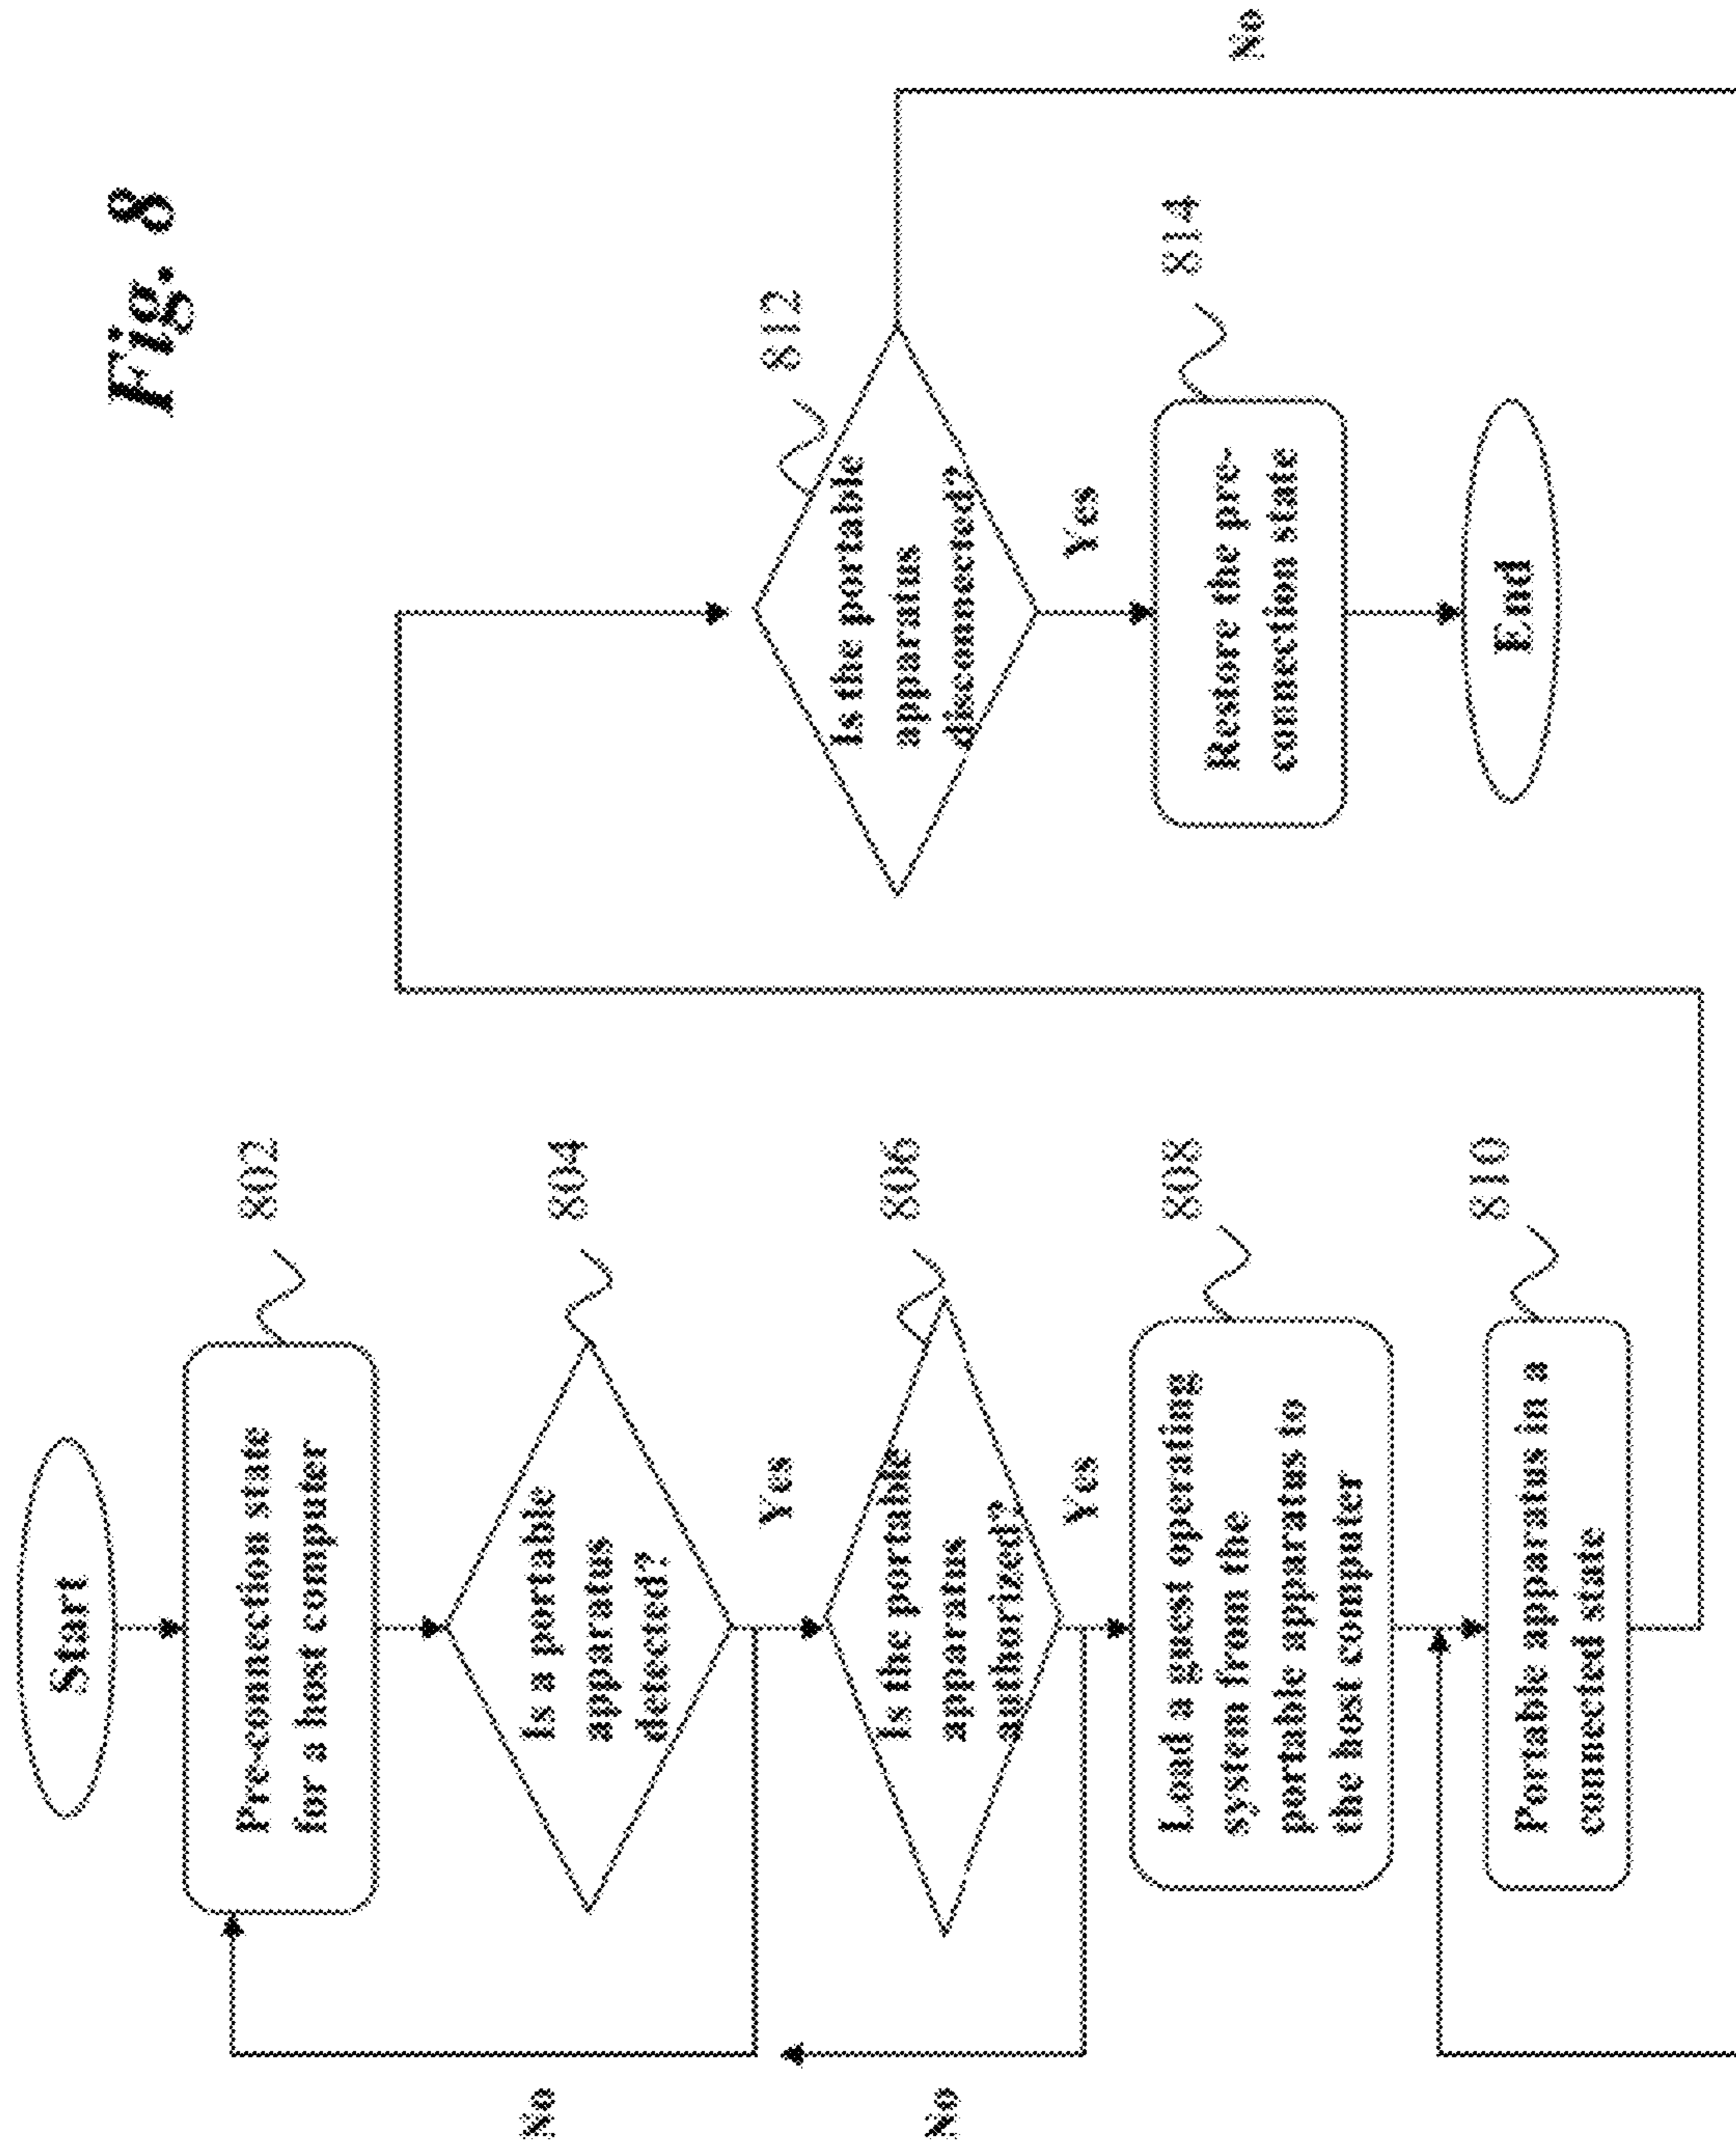 Fig. 8
Start
Pre-connection state
for a host computer
802
Is a portable
apparatus
detected?
804
No
Yes
Is the portable
apparatus
authorized?
806
No
Yes
Load a guest operating
system from the
portable apparatus to
the host computer
808
Portable apparatus in a
connected state
810
Is the portable
apparatus
disconnected?
812
No
Yes
Restore the pre-
connection state
814
End